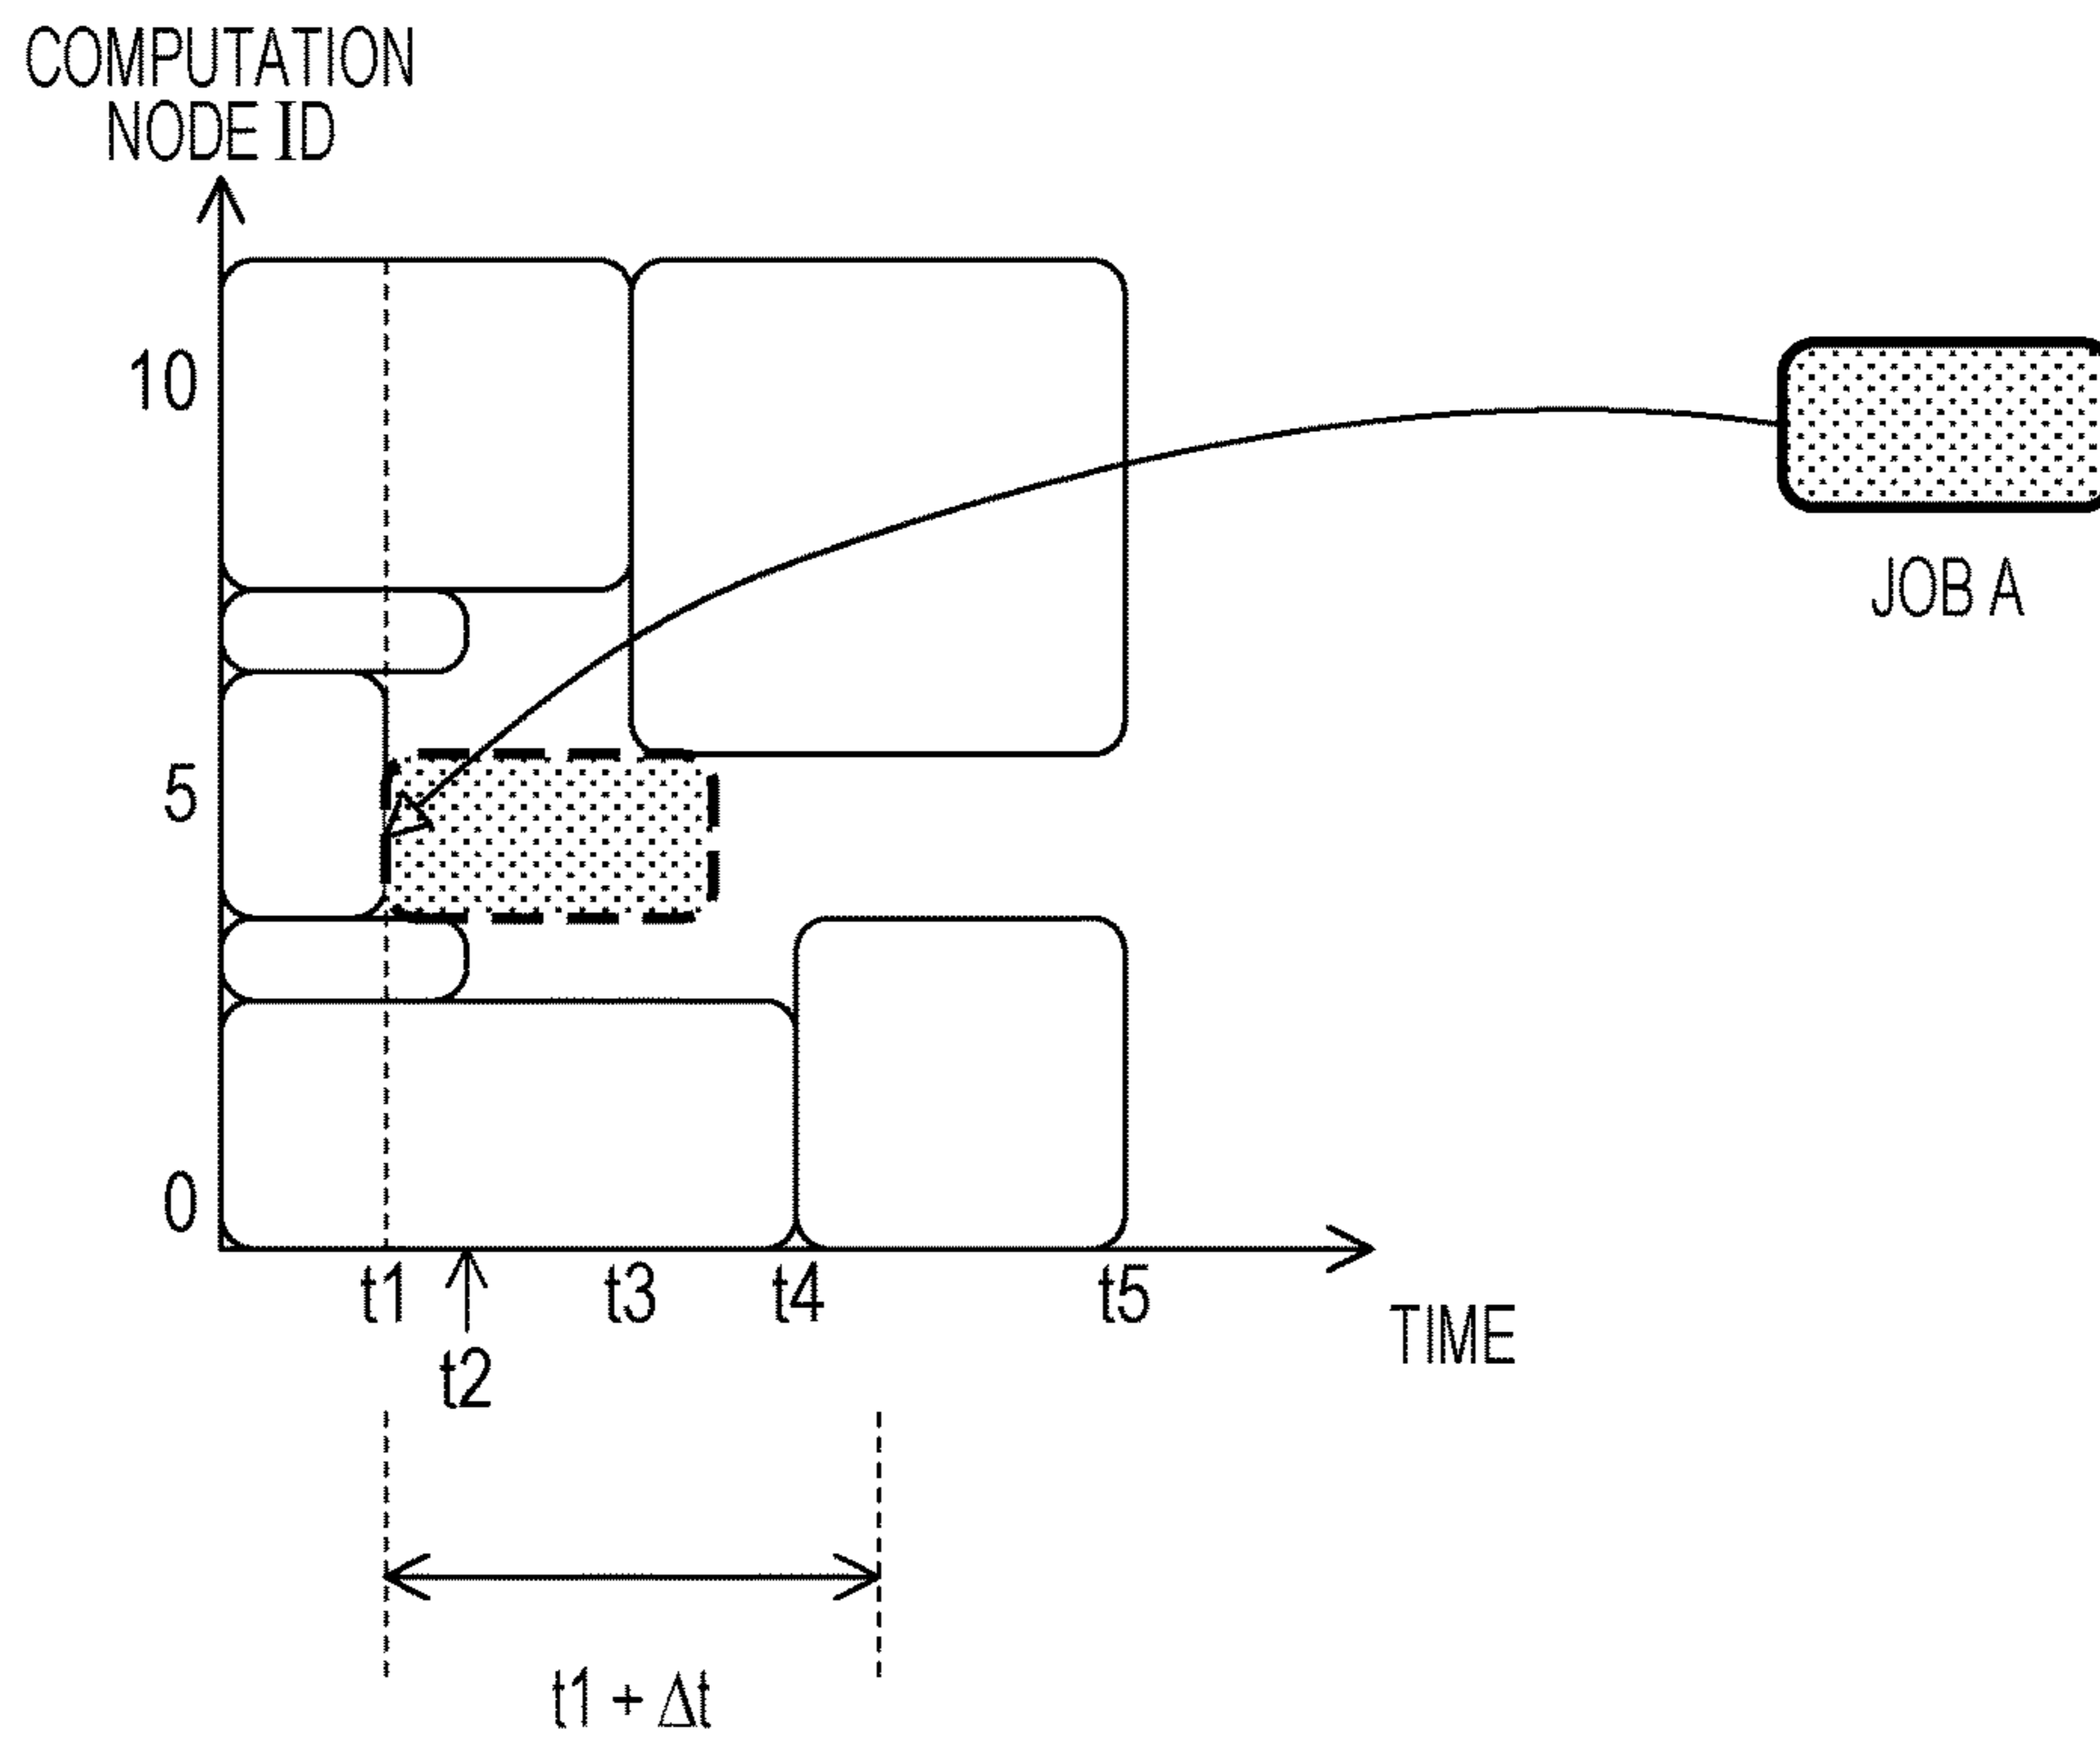 COMPUTATION
NODE ID
10
JOB A
5
0
t1
t3
t4
t5
TIME
t2
t1 + Δt